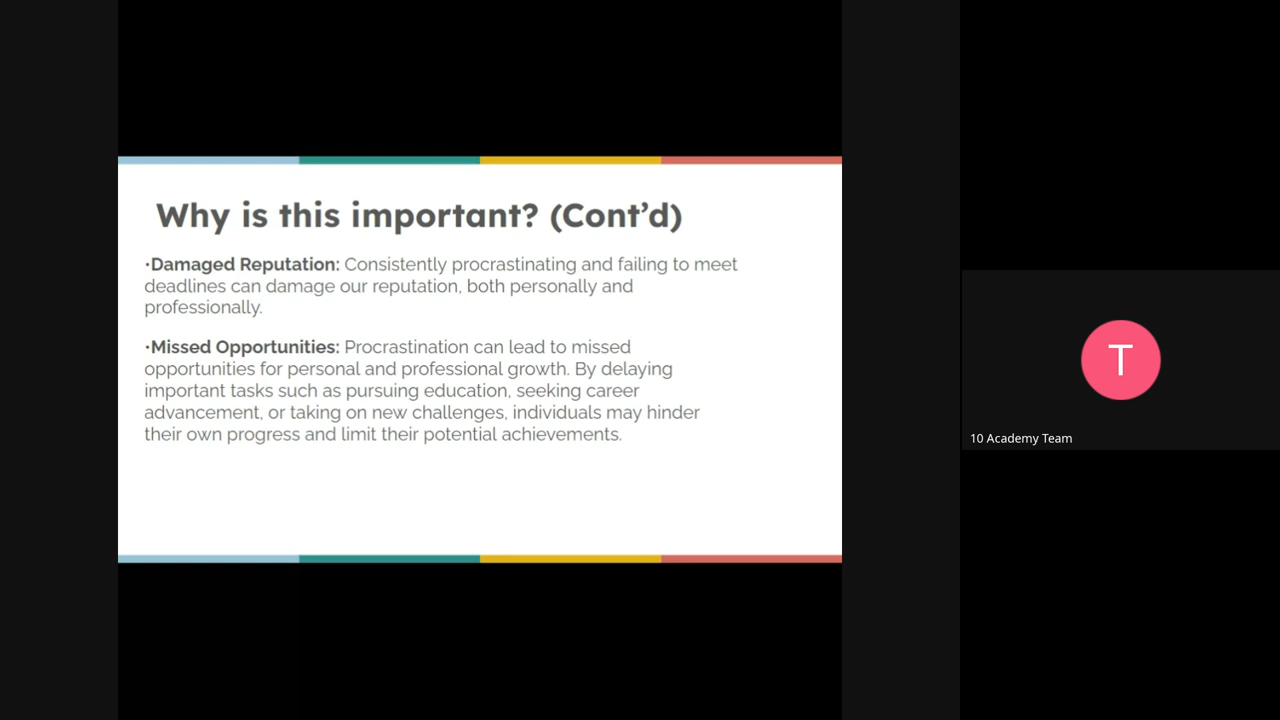 Why is this important? (Cont’d)
•Damaged Reputation: Consistently procrastinating and failing to meet
deadlines can damage our reputation, both personally and
professionally.
•Missed Opportunities: Procrastination can lead to missed
opportunities for personal and professional growth. By delaying
important tasks such as pursuing education, seeking career
advancement, or taking on new challenges, individuals may hinder
their own progress and limit their potential achievements.
T
10 Academy Team